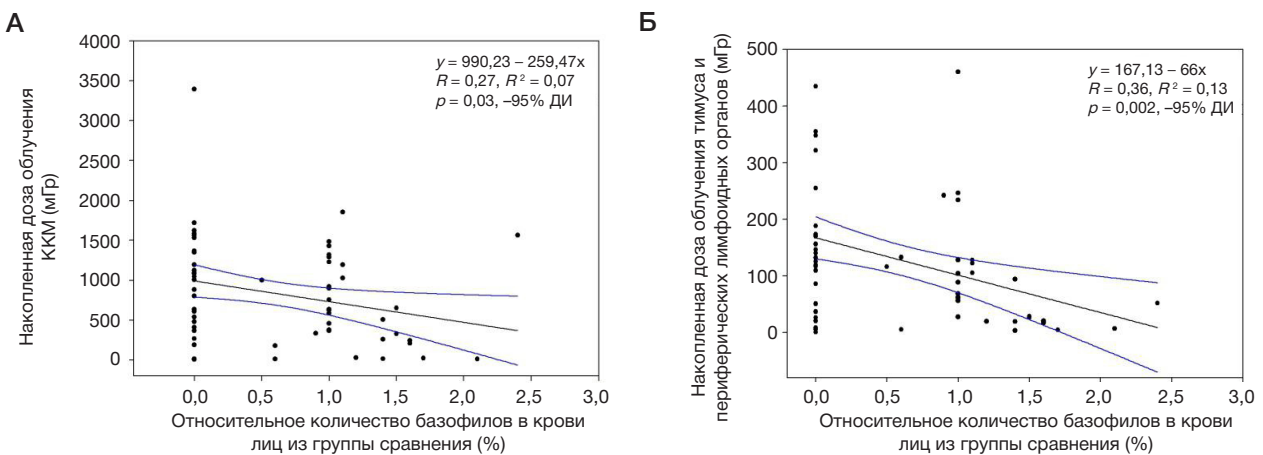 А
Накопленная доза облучения
ККМ (мГр)
4000
3500
3000
2500
2000
1500
1000
500
0
y = 990,23 – 259,47x
R = 0,27, R² = 0,07
p = 0,03, –95% ДИ
0,0 0,5 1,0 1,5 2,0 2,5 3,0
Относительное количество базофилов в крови
лиц из группы сравнения (%)
Б
Накопленная доза облучения тимуса и
периферических лимфоидных органов (мГр)
500
400
300
200
100
0
y = 167,13 – 66x
R = 0,36, R² = 0,13
p = 0,002, –95% ДИ
0,0 0,5 1,0 1,5 2,0 2,5 3,0
Относительное количество базофилов в крови
лиц из группы сравнения (%)